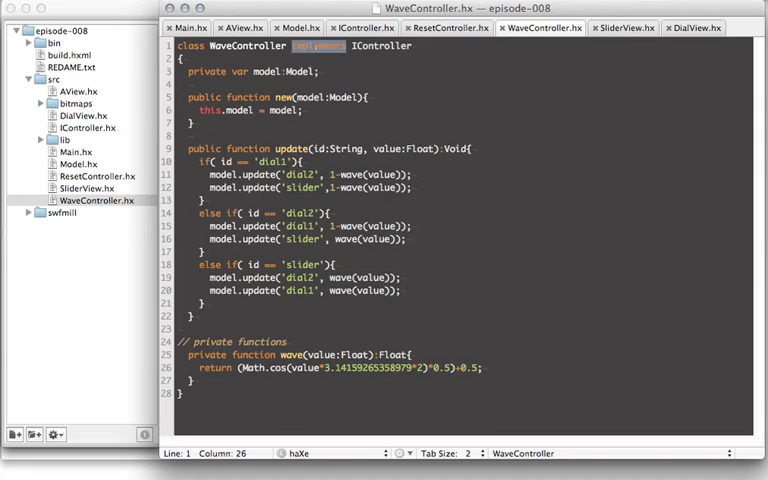 WaveController.hx — episode-008
Main.hx AView.hx Model.hx IController.hx ResetController.hx WaveController.hx SliderView.hx DialView.hx
episode-008
bin
build.hxml
REDAME.txt
src
AView.hx
bitmaps
DialView.hx
IController.hx
lib
Main.hx
Model.hx
ResetController.hx
SliderView.hx
WaveController.hx
swfmill
1 class WaveController implements IController
2 {
3 private var model:Model;
4
5 public function new(model:Model){
6 this.model = model;
7 }
8
9 public function update(id:String, value:Float):Void{
10 if( id == 'dial1'){
11 model.update('dial2', 1-wave(value));
12 model.update('slider',1-wave(value));
13 }
14 else if( id == 'dial2'){
15 model.update('dial1', 1-wave(value));
16 model.update('slider', wave(value));
17 }
18 else if( id == 'slider'){
19 model.update('dial2', wave(value));
20 model.update('dial1', wave(value));
21 }
22 }
23
24 // private functions
25 private function wave(value:Float):Float{
26 return (Math.cos(value*3.14159265358979*2)*0.5)+0.5;
27 }
28 }
Line: 1 Column: 26 haXe Tab Size: 2 WaveController